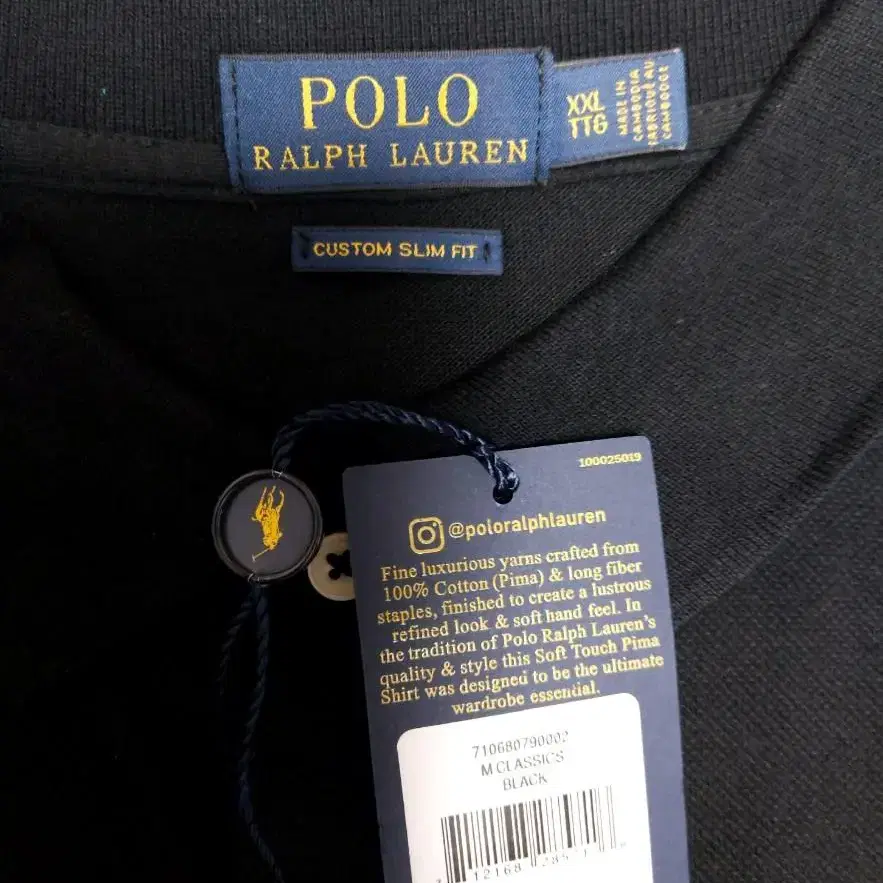 POLO
RALPH LAUREN
XXL
TTG
MADE IN
CAMBODIA
FABRIQUÉ AU
CAMBODGE
CUSTOM SLIM FIT
100025019
@poloralphlauren
Fine luxurious yarns crafted from
100% Cotton (Pima) & long fiber
staples, finished to create a lustrous
refined look & soft hand feel. In
the tradition of Polo Ralph Lauren's
quality & style this Soft Touch Pima
Shirt was designed to be the ultimate
wardrobe essential.
710680790002
M CLASSICS
BLACK